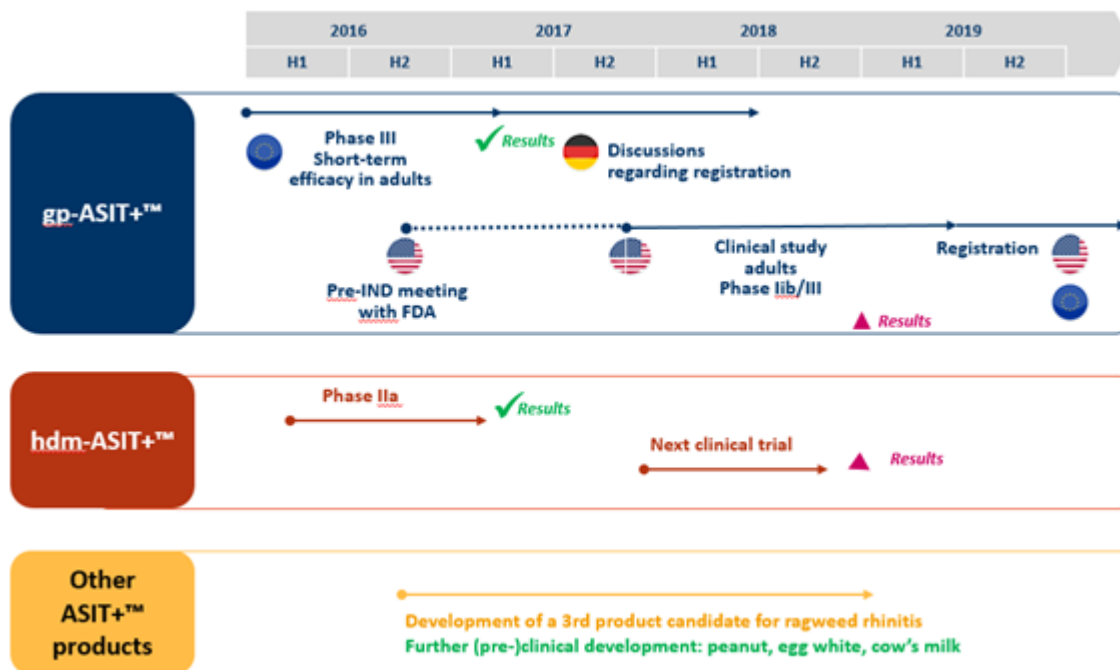 2016 2017 2018 2019
H1 H2 H1 H2 H1 H2 H1 H2
gp-ASIT+™
Phase III
Short-term
efficacy in adults
Results
Discussions
regarding registration
Pre-IND meeting
with FDA
Clinical study
adults
Phase Iib/III
Registration
Results
hdm-ASIT+™
Phase IIa
Results
Next clinical trial
Results
Other
ASIT+™
products
Development of a 3rd product candidate for ragweed rhinitis
Further (pre-)clinical development: peanut, egg white, cow's milk